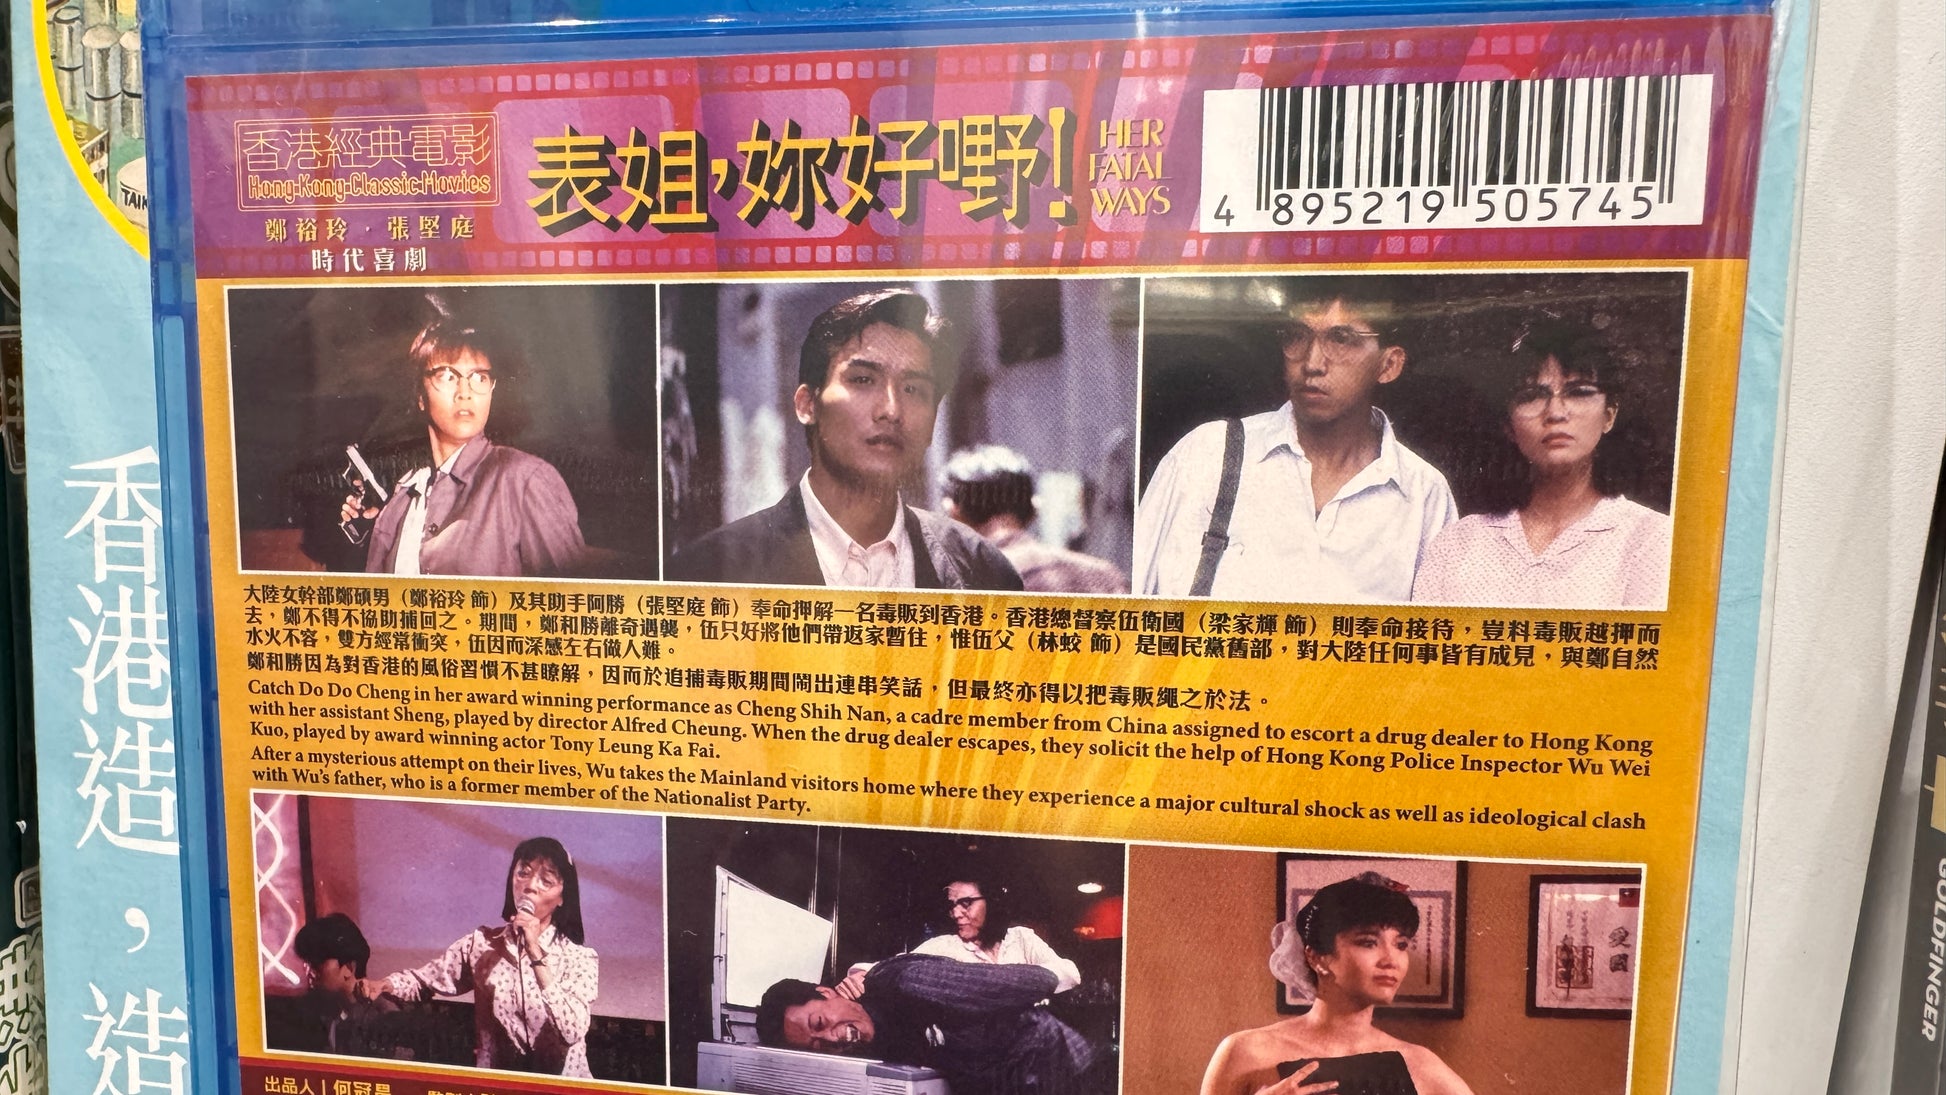 香港經典電影
Hong Kong Classic Movies
鄭裕玲．張堅庭
時代喜劇
表姐，妳好嘢！
HER
FATAL
WAYS
4 895219 505745
大陸女幹部鄭碩男（鄭裕玲 飾）及其助手阿勝（張堅庭 飾）奉命押解一名毒販到香港。香港總督察伍衛國（梁家輝 飾）則奉命接待，豈料毒販越押而
去，鄭不得不協助捕回之。期間，鄭和勝離奇遇襲，伍只好將他們帶返家暫住，惟伍父（林蛟 飾）是國民黨舊部，對大陸任何事皆有成見，與鄭自然
水火不容，雙方經常衝突，伍因而深感左右做人難。
鄭和勝因為對香港的風俗習慣不甚瞭解，因而於追捕毒販期間鬧出連串笑話，但最終亦得以把毒販繩之於法。
Catch Do Do Cheng in her award winning performance as Cheng Shih Nan, a cadre member from China assigned to escort a drug dealer to Hong Kong
with her assistant Sheng, played by director Alfred Cheung. When the drug dealer escapes, they solicit the help of Hong Kong Police Inspector Wu Wei
Kuo, played by award winning actor Tony Leung Ka Fai.
After a mysterious attempt on their lives, Wu takes the Mainland visitors home where they experience a major cultural shock as well as ideological clash
with Wu's father, who is a former member of the Nationalist Party.
愛國
出品人｜何冠昌
香港造，造
TAIK
GOLDFINGER